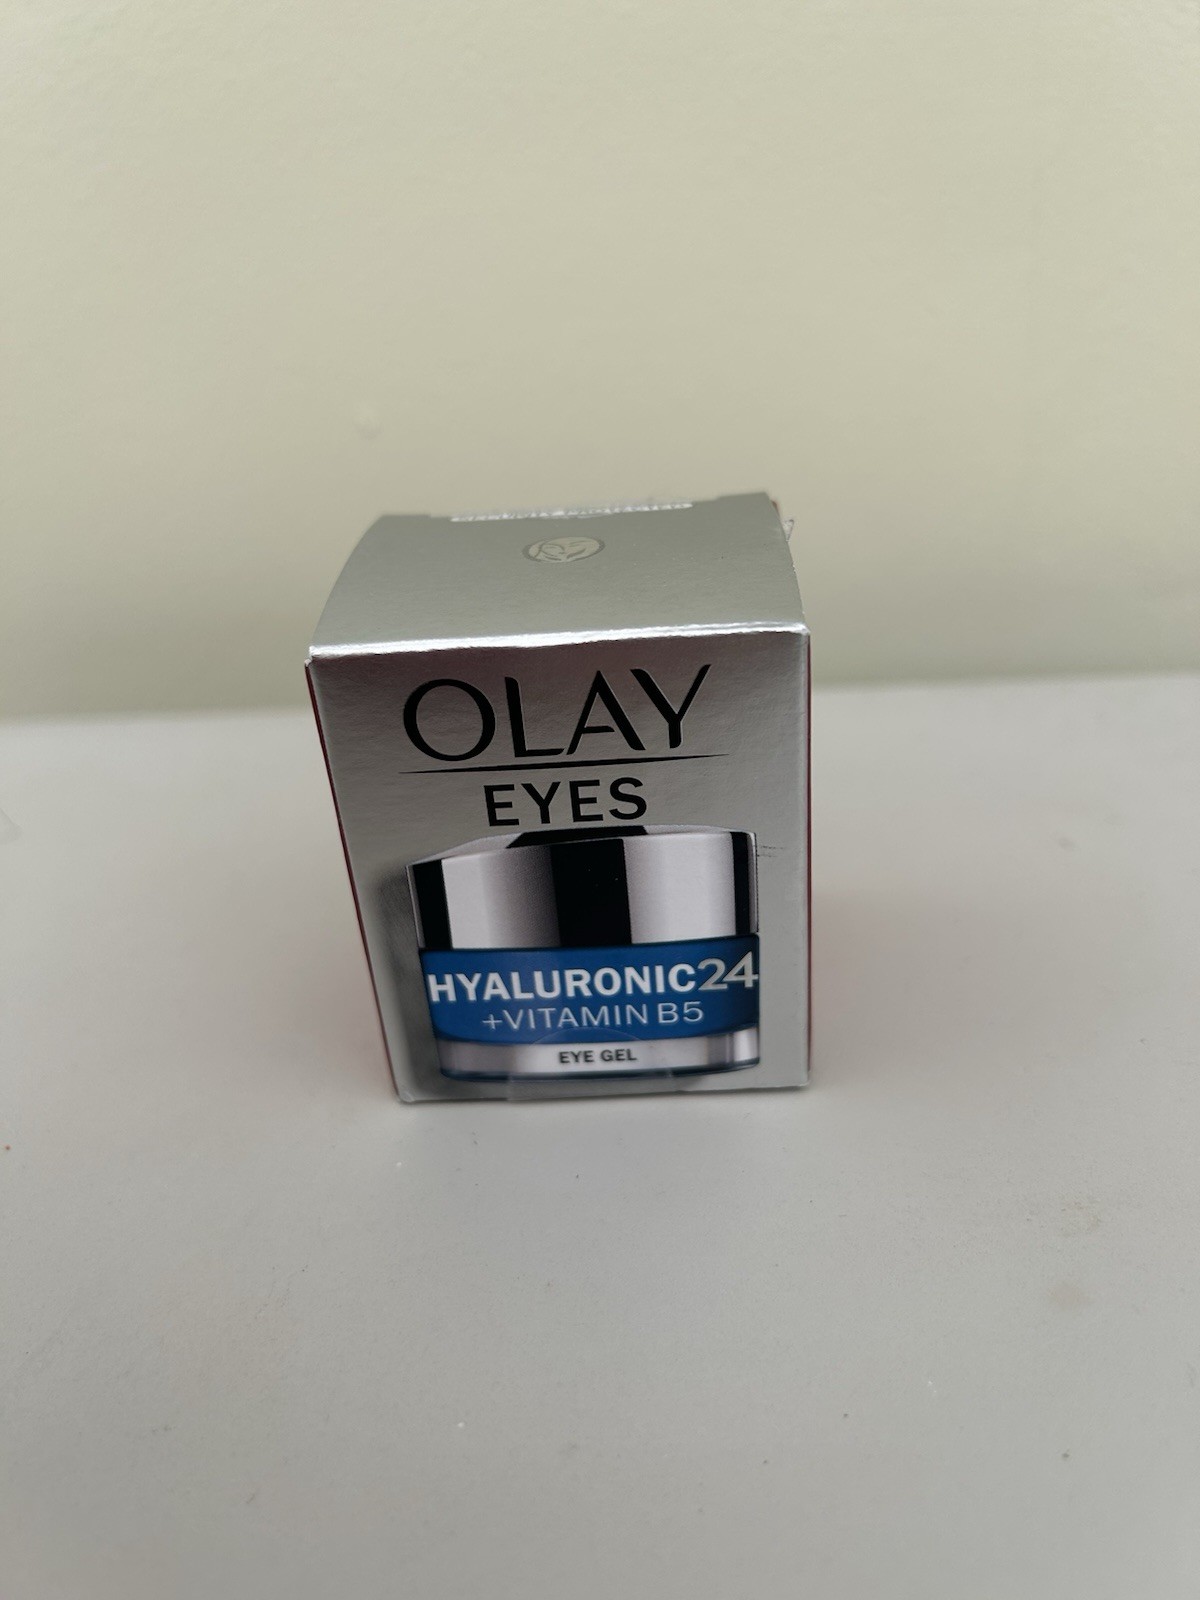 OLAY
EYES
HYALURONIC24
+VITAMIN B5
EYE GEL